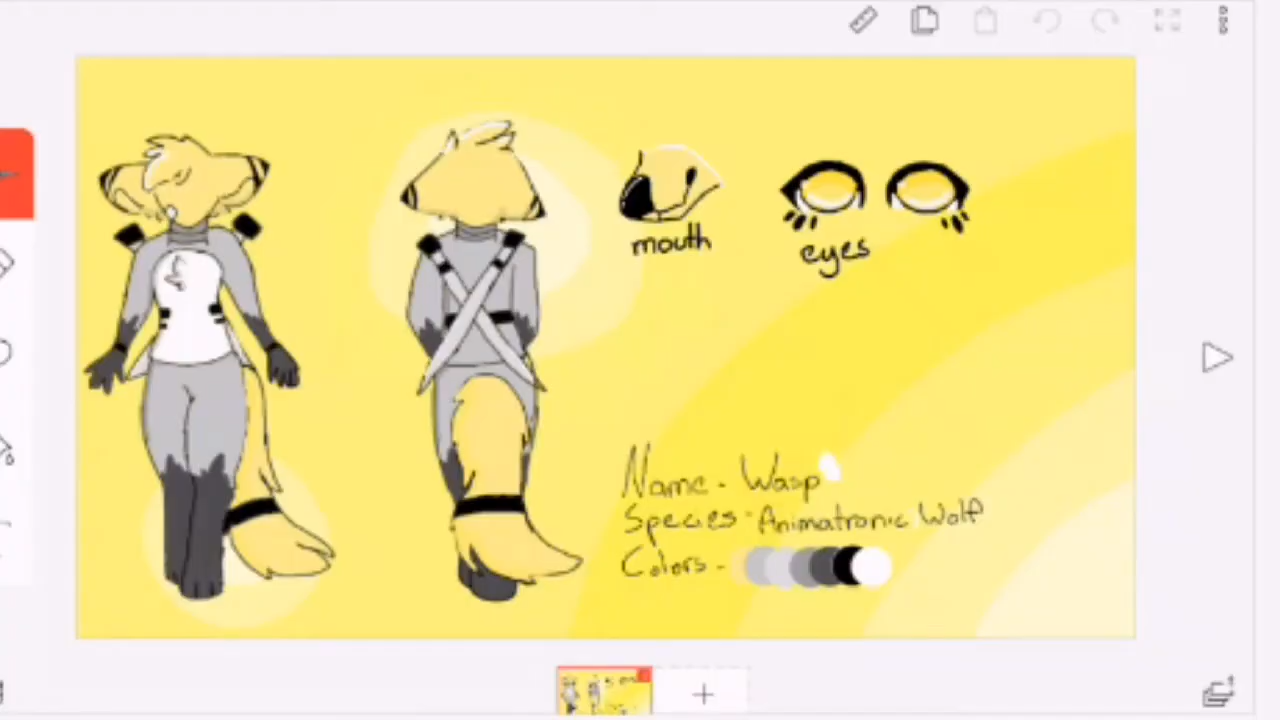 mouth
eyes
Name - Wasp
Species - Animatronic Wolf
Colors -